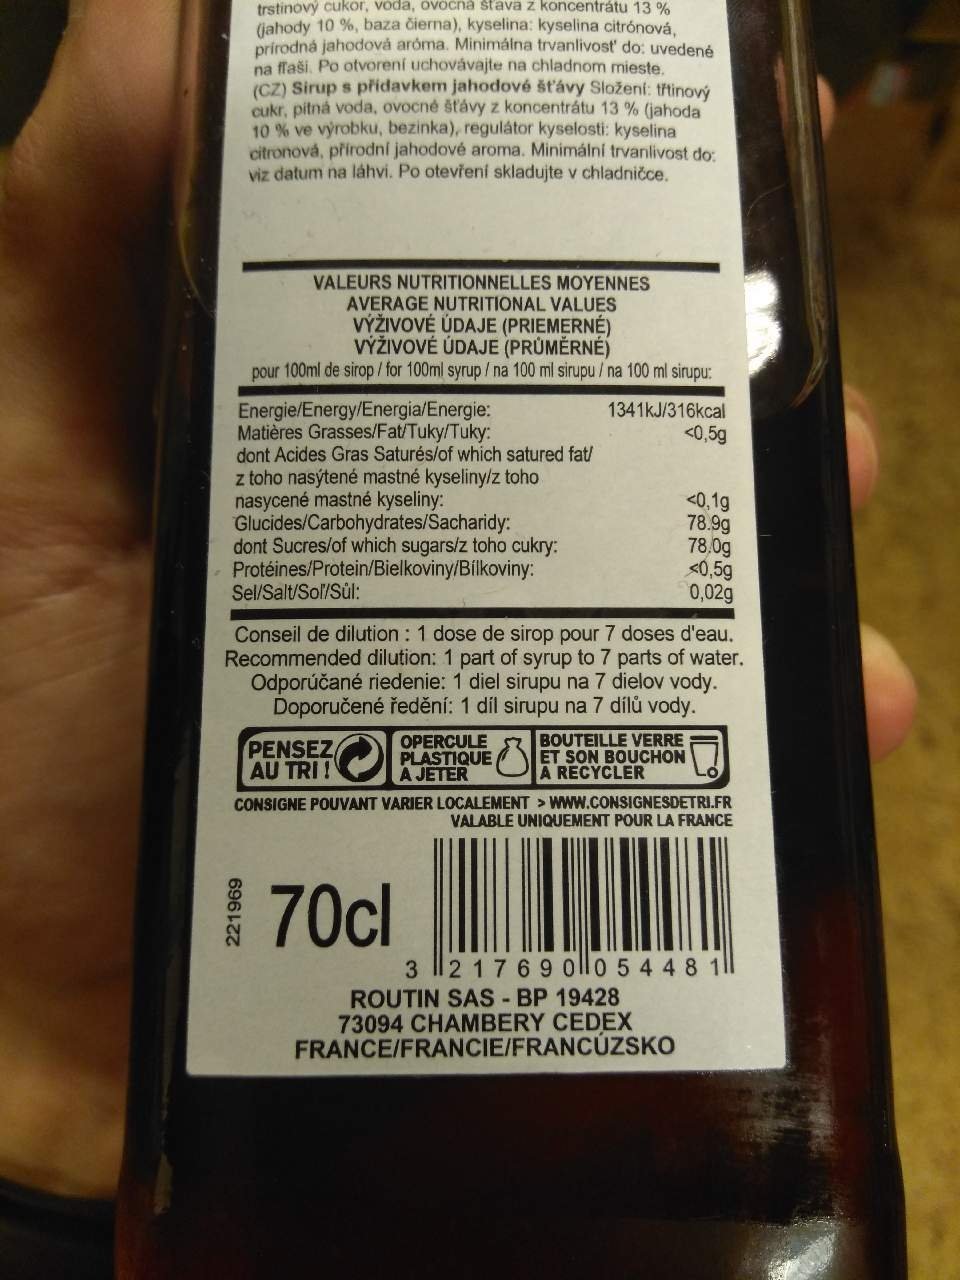 trstinový cukor, voda, ovocná šťava z koncentrátu 13 %
(jahody 10 %, baza čierna), kyselina: kyselina citrónová,
prírodná jahodová aróma. Minimálna trvanlivosť do: uvedené
na fľaši. Po otvorení uchovávajte na chladnom mieste.
(CZ) Sirup s přídavkem jahodové šťávy Složení: třtinový
cukr, pitná voda, ovocné šťávy z koncentrátu 13 % (jahoda
10 % ve výrobku, bezinka), regulátor kyselosti: kyselina
citronová, přírodní jahodové aroma. Minimální trvanlivost do:
viz datum na láhvi. Po otevření skladujte v chladničce.
VALEURS NUTRITIONNELLES MOYENNES
AVERAGE NUTRITIONAL VALUES
VÝŽIVOVÉ ÚDAJE (PRIEMERNÉ)
VÝŽIVOVÉ ÚDAJE (PRŮMĚRNÉ)
pour 100ml de sirop / for 100ml syrup / na 100 ml sirupu / na 100 ml sirupu:
Energie/Energy/Energia/Energie: 1341kJ/316kcal
Matières Grasses/Fat/Tuky/Tuky: <0,5g
dont Acides Gras Saturés/of which satured fat/
z toho nasýtené mastné kyseliny/z toho
nasycené mastné kyseliny: <0,1g
Glucides/Carbohydrates/Sacharidy: 78.9g
dont Sucres/of which sugars/z toho cukry: 78.0g
Protéines/Protein/Bielkoviny/Bílkoviny: <0,5g
Sel/Salt/Soľ/Sůl: 0,02g
Conseil de dilution : 1 dose de sirop pour 7 doses d'eau.
Recommended dilution: 1 part of syrup to 7 parts of water.
Odporúčané riedenie: 1 diel sirupu na 7 dielov vody.
Doporučené ředění: 1 díl sirupu na 7 dílů vody.
PENSEZ
AU TRI !
OPERCULE
PLASTIQUE
À JETER
BOUTEILLE VERRE
ET SON BOUCHON
À RECYCLER
CONSIGNE POUVANT VARIER LOCALEMENT > WWW.CONSIGNESDETRI.FR
VALABLE UNIQUEMENT POUR LA FRANCE
221969
70cl
3 217690 054481
ROUTIN SAS - BP 19428
73094 CHAMBERY CEDEX
FRANCE/FRANCIE/FRANCÚZSKO